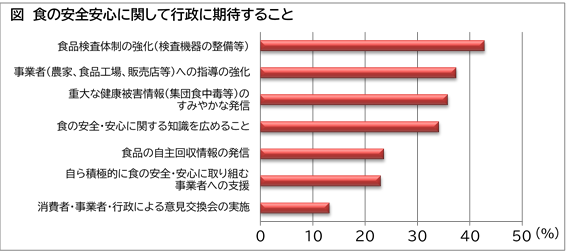 図 食の安全安心に関して行政に期待すること
食品検査体制の強化(検査機器の整備等)
事業者(農家、食品工場、販売店等)への指導の強化
重大な健康被害情報(集団食中毒等)の
すみやかな発信
食の安全・安心に関する知識を広めること
食品の自主回収情報の発信
自ら積極的に食の安全・安心に取り組む
事業者への支援
消費者・事業者・行政による意見交換会の実施
0 10 20 30 40 50 (%)